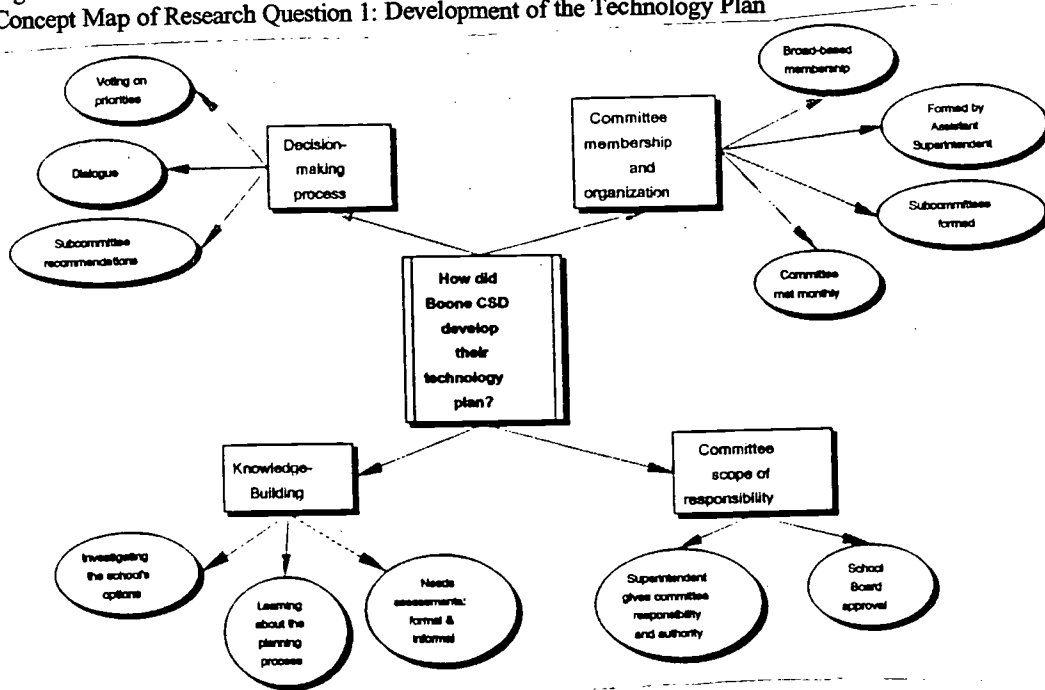 Concept Map of Research Question 1: Development of the Technology Plan
Voting on
priorities
Dialogue
Subcommittee
recommendations
Decision-
making
process
Committee
membership
and
organization
Broad-based
membership
Formed by
Assistant
Superintendent
Subcommittees
formed
Committee
met monthly
How did
Boone CSD
develop
their
technology
plan?
Knowledge-
Building
Investigating
the school's
options
Learning
about the
planning
process
Needs
assessments:
formal &
informal
Committee
scope of
responsibility
Superintendent
gives committee
responsibility
and authority
School
Board
approval